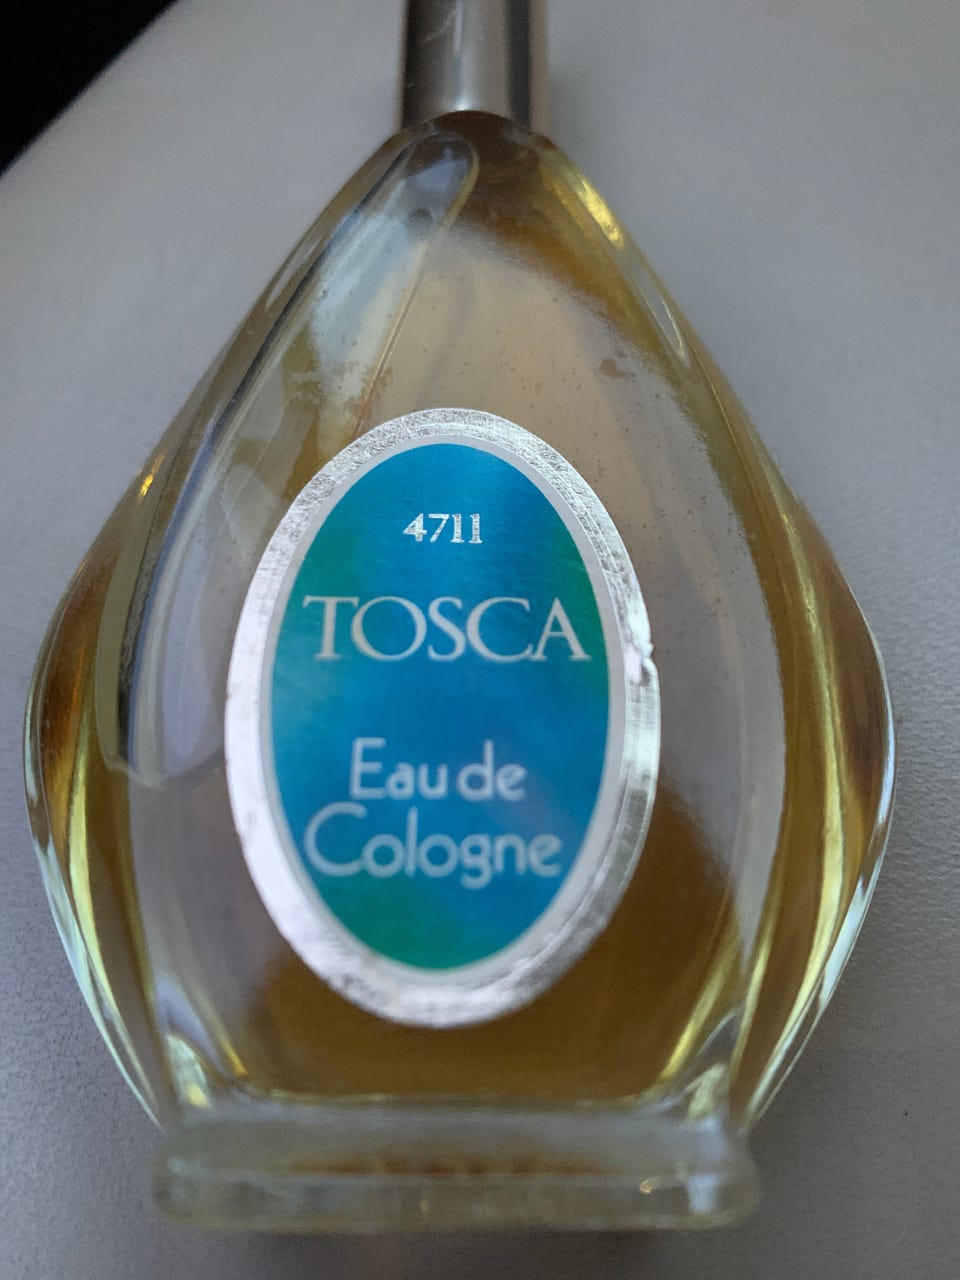 4711
TOSCA
Eau de
Cologne